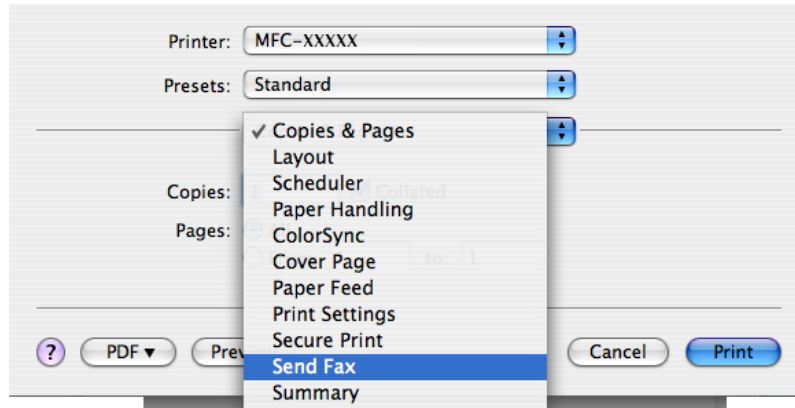 Printer: MFC-XXXXX
Presets: Standard
✓ Copies & Pages
Layout
Scheduler
Copies: 1 Collated
Paper Handling
Pages:
ColorSync
Cover Page
to: 1
Paper Feed
Print Settings
Secure Print
? PDF▼ Cancel Print
Send Fax
Summary